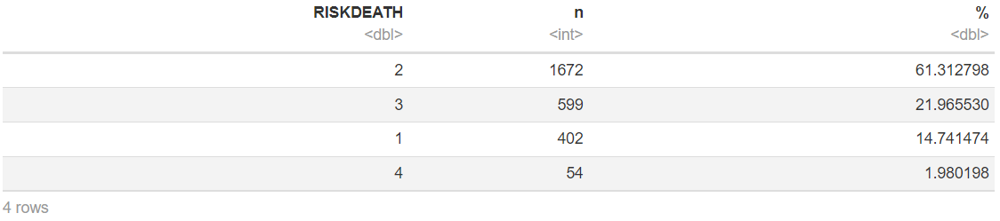 RISKDEATH n %
<dbl> <int> <dbl>
2 1672 61.312798
3 599 21.965530
1 402 14.741474
4 54 1.980198
4 rows